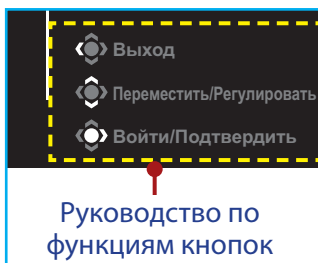 Выход
Переместить/Регулировать
Войти/Подтвердить
Руководство по
функциям кнопок